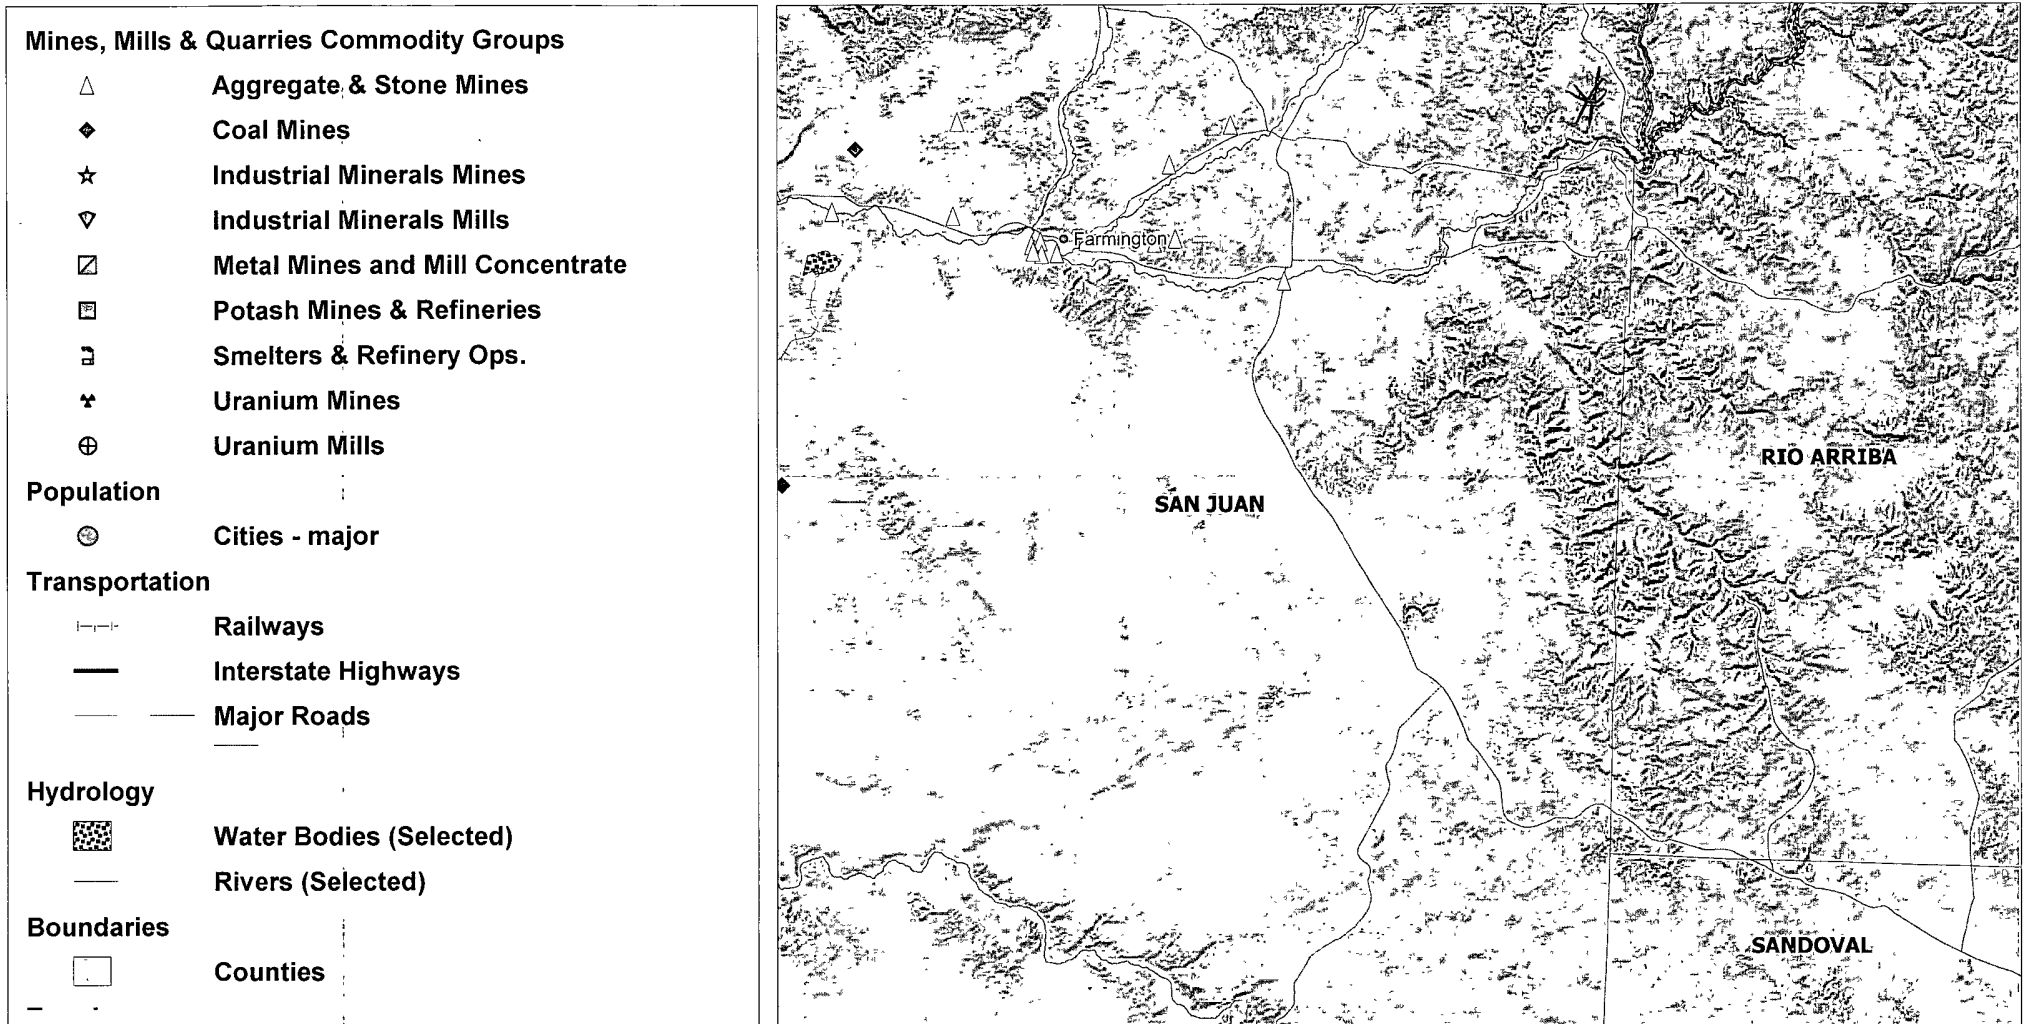 Mines, Mills & Quarries Commodity Groups
Aggregate & Stone Mines
Coal Mines
Industrial Minerals Mines
Industrial Minerals Mills
Metal Mines and Mill Concentrate
Potash Mines & Refineries
Smelters & Refinery Ops.
Uranium Mines
Uranium Mills
Population
Cities - major
Transportation
Railways
Interstate Highways
Major Roads
Hydrology
Water Bodies (Selected)
Rivers (Selected)
Boundaries
Counties
Farmington
RIO ARRIBA
SAN JUAN
SANDOVAL